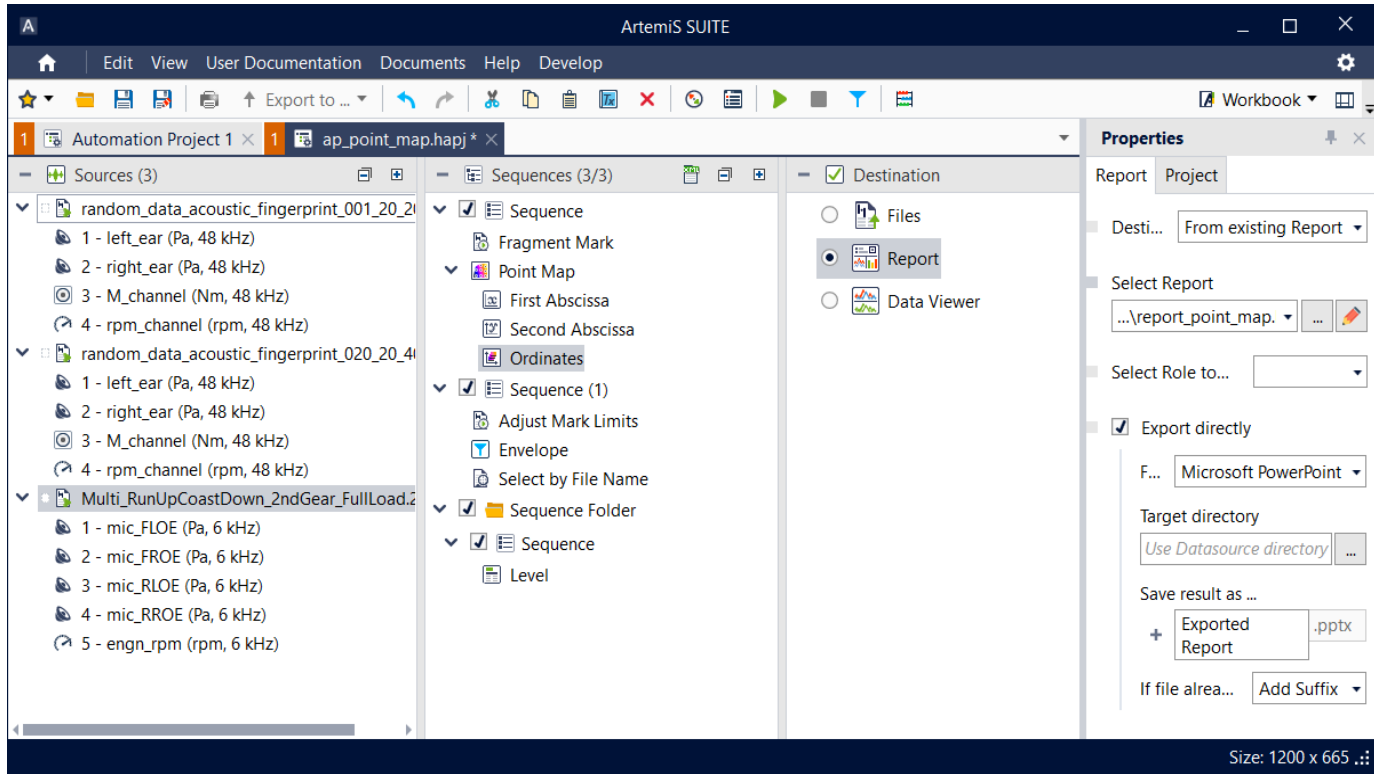 A ArtemiS SUITE
Edit View User Documentation Documents Help Develop
Export to ... Workbook
1 Automation Project 1 1 ap_point_map.hapj * Properties
Sources (3) Sequences (3/3) Destination Report Project
random_data_acoustic_fingerprint_001_20_2
1 - left_ear (Pa, 48 kHz)
2 - right_ear (Pa, 48 kHz)
3 - M_channel (Nm, 48 kHz)
4 - rpm_channel (rpm, 48 kHz)
random_data_acoustic_fingerprint_020_20_4
1 - left_ear (Pa, 48 kHz)
2 - right_ear (Pa, 48 kHz)
3 - M_channel (Nm, 48 kHz)
4 - rpm_channel (rpm, 48 kHz)
Multi_RunUpCoastDown_2ndGear_FullLoad.2
1 - mic_FLOE (Pa, 6 kHz)
2 - mic_FROE (Pa, 6 kHz)
3 - mic_RLOE (Pa, 6 kHz)
4 - mic_RROE (Pa, 6 kHz)
5 - engn_rpm (rpm, 6 kHz)
Sequence
Fragment Mark
Point Map
First Abscissa
Second Abscissa
Ordinates
Sequence (1)
Adjust Mark Limits
Envelope
Select by File Name
Sequence Folder
Sequence
Level
Files
Report
Data Viewer
Desti... From existing Report
Select Report
...\report_point_map. ...
Select Role to...
Export directly
F... Microsoft PowerPoint
Target directory
Use Datasource directory ...
Save result as ...
+ Exported .pptx
Report
If file alrea... Add Suffix
Size: 1200 x 665